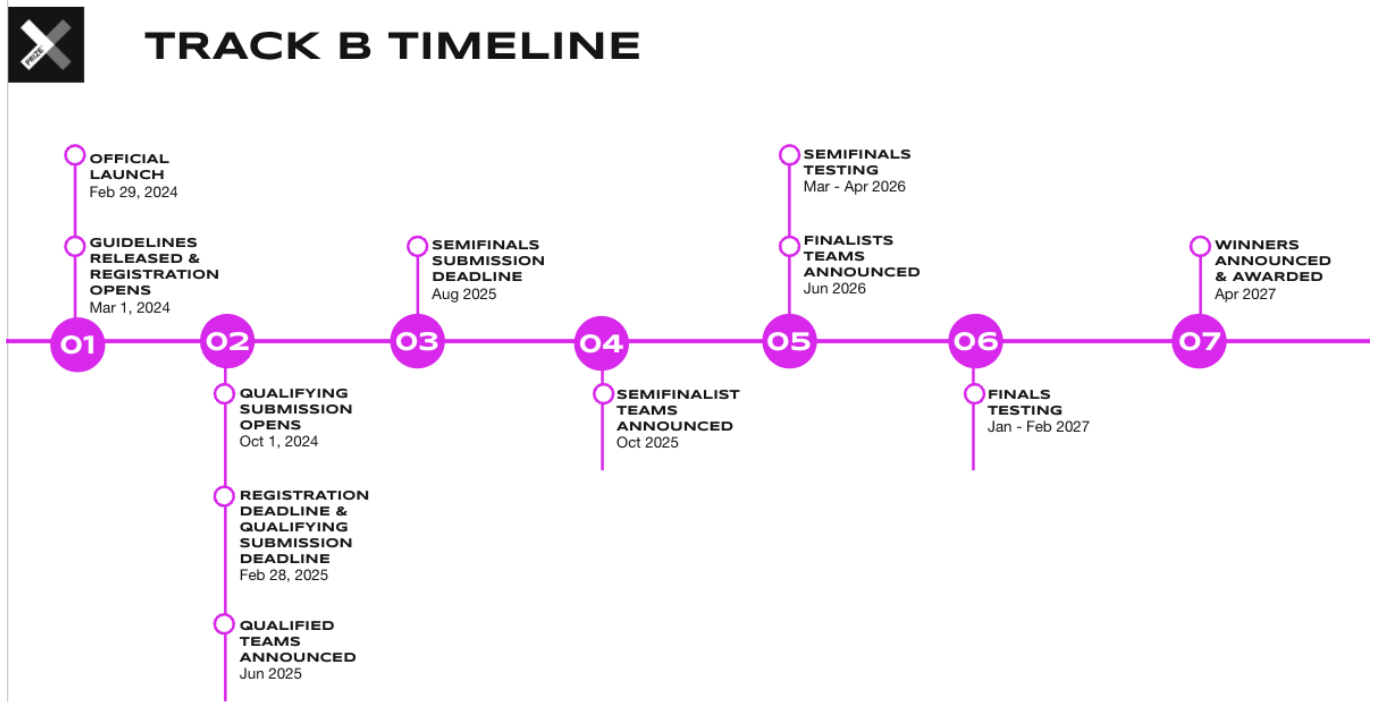 PRIZE
TRACK B TIMELINE
OFFICIAL
LAUNCH
Feb 29, 2024
GUIDELINES
RELEASED &
REGISTRATION
OPENS
Mar 1, 2024
01
02
QUALIFYING
SUBMISSION
OPENS
Oct 1, 2024
REGISTRATION
DEADLINE &
QUALIFYING
SUBMISSION
DEADLINE
Feb 28, 2025
QUALIFIED
TEAMS
ANNOUNCED
Jun 2025
SEMIFINALS
SUBMISSION
DEADLINE
Aug 2025
03
04
SEMIFINALIST
TEAMS
ANNOUNCED
Oct 2025
SEMIFINALS
TESTING
Mar - Apr 2026
FINALISTS
TEAMS
ANNOUNCED
Jun 2026
05
06
FINALS
TESTING
Jan - Feb 2027
WINNERS
ANNOUNCED
& AWARDED
Apr 2027
07